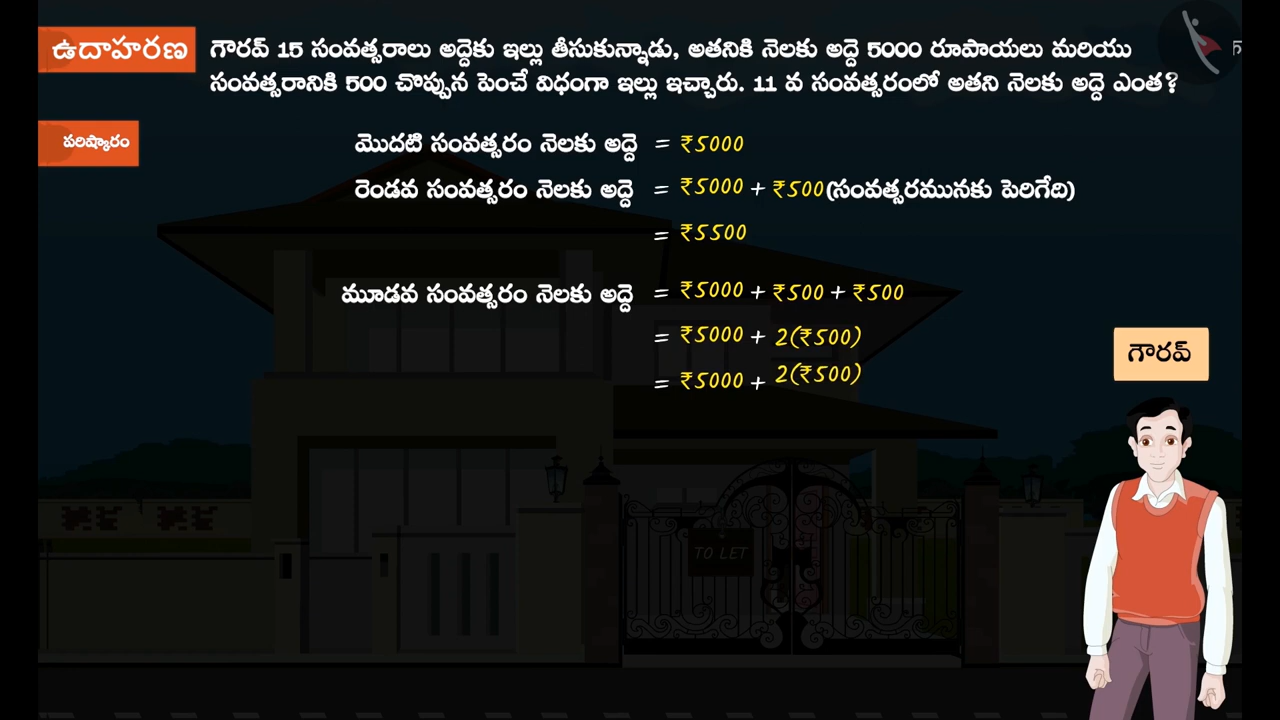 ఉదాహరణ
గౌరవ్ 15 సంవత్సరాలు అద్దెకు ఇల్లు తీసుకున్నాడు, అతనికి నెలకు అద్దె 5000 రూపాయలు మరియు
సంవత్సరానికి 500 చొప్పున పెంచే విధంగా ఇల్లు ఇచ్చారు. 11 వ సంవత్సరంలో అతని నెలకు అద్దె ఎంత?
పరిష్కారం
మొదటి సంవత్సరం నెలకు అద్దె = ₹5000
రెండవ సంవత్సరం నెలకు అద్దె = ₹5000 + ₹500(సంవత్సరమునకు పెరిగేది)
= ₹5500
మూడవ సంవత్సరం నెలకు అద్దె = ₹5000 + ₹500 + ₹500
= ₹5000 + 2(₹500)
= ₹5000 + 2(₹500)
గౌరవ్
TO LET